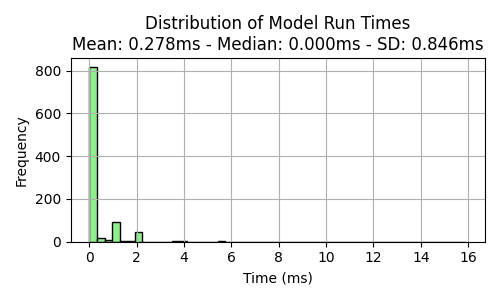 Distribution of Model Run Times
Mean: 0.278ms - Median: 0.000ms - SD: 0.846ms
Frequency
800
600
400
200
0
0 2 4 6 8 10 12 14 16
Time (ms)